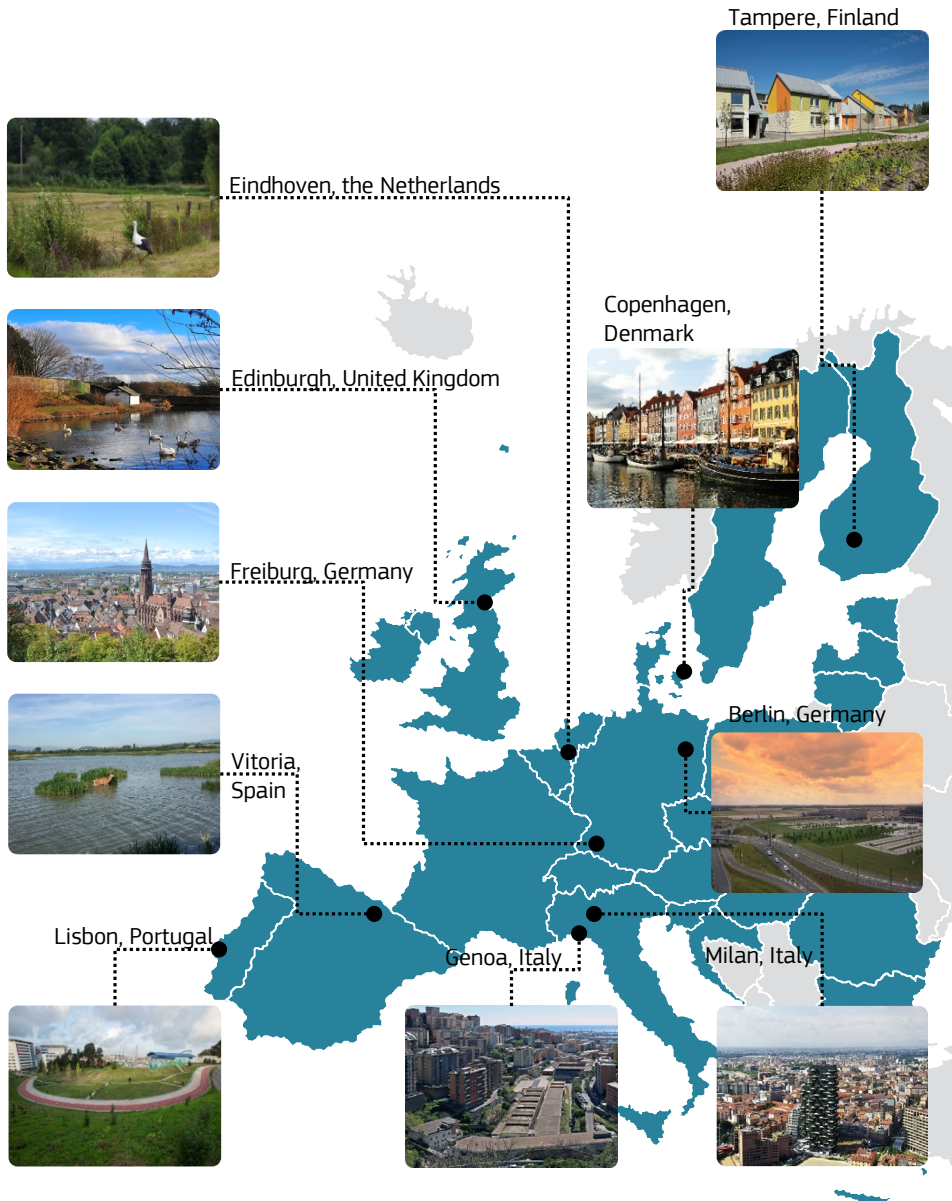 Tampere, Finland
Eindhoven, the Netherlands
Copenhagen,
Denmark
Edinburgh, United Kingdom
Freiburg, Germany
Berlin, Germany
Vitoria,
Spain
Lisbon, Portugal
Genoa, Italy
Milan, Italy